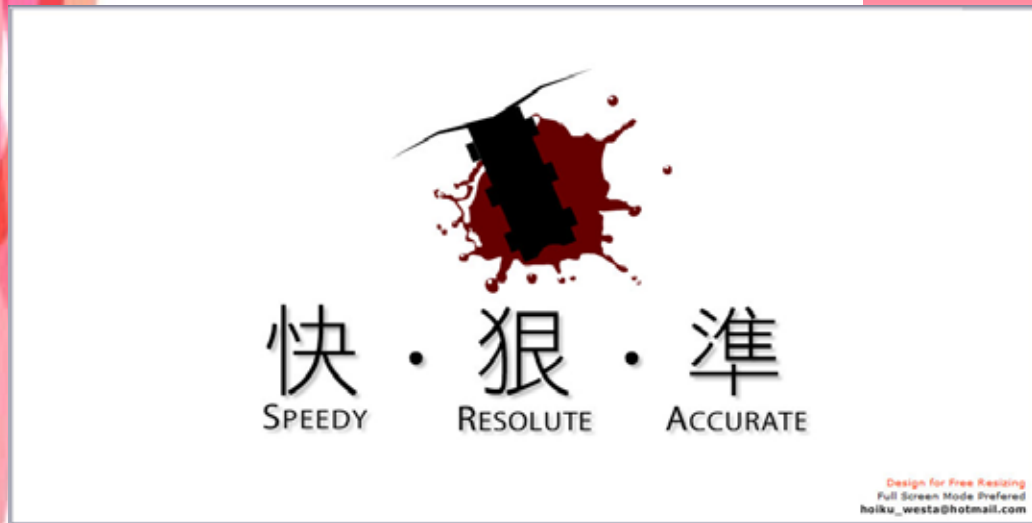 快・狠・準
SPEEDY RESOLUTE ACCURATE
Design for Free Resizing
Full Screen Mode Prefered
hoiku_westa@hotmail.com